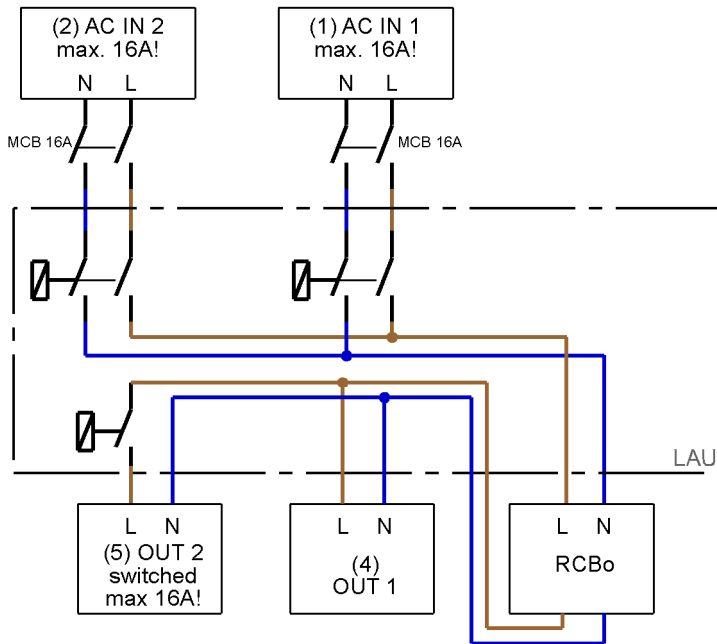 (2) AC IN 2
max. 16A!
N L
(1) AC IN 1
max. 16A!
N L
MCB 16A
MCB 16A
LAU
L N
(5) OUT 2
switched
max 16A!
L N
(4)
OUT 1
L N
RCBo